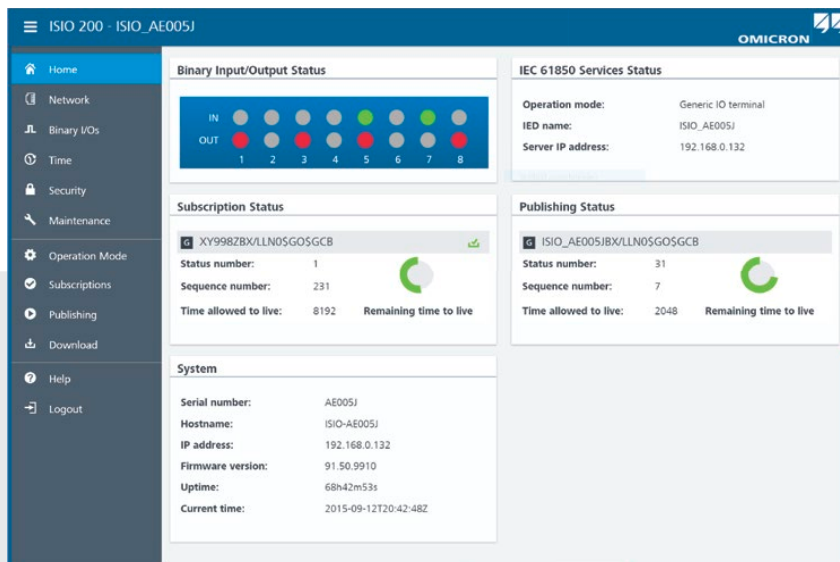 ISIO 200 - ISIO_AE005J
OMICRON
Home
Network
Binary I/Os
Time
Security
Maintenance
Operation Mode
Subscriptions
Publishing
Download
Help
Logout
Binary Input/Output Status
IN
OUT
1 2 3 4 5 6 7 8
IEC 61850 Services Status
Operation mode: Generic IO terminal
IED name: ISIO_AE005J
Server IP address: 192.168.0.132
Subscription Status
G XY998ZBX/LLN0$GO$GCB
Status number: 1
Sequence number: 231
Time allowed to live: 8192 Remaining time to live
Publishing Status
G ISIO_AE005JBX/LLN0$GO$GCB
Status number: 31
Sequence number: 7
Time allowed to live: 2048 Remaining time to live
System
Serial number: AE005J
Hostname: ISIO-AE005J
IP address: 192.168.0.132
Firmware version: 91.50.9910
Uptime: 68h42m53s
Current time: 2015-09-12T20:42:48Z